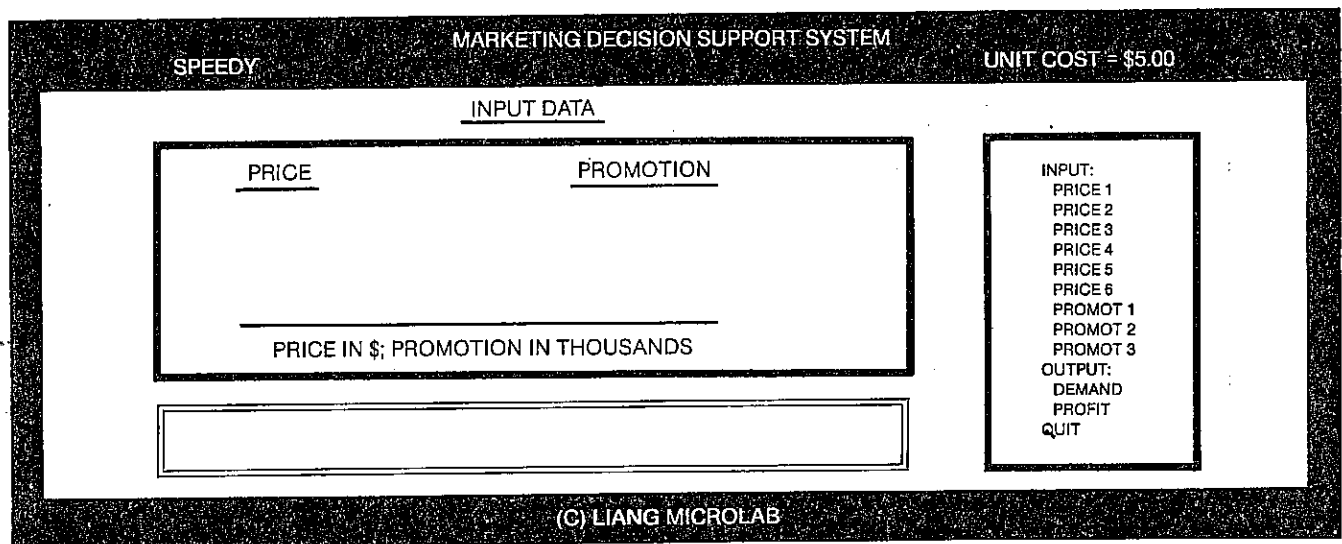 MARKETING DECISION SUPPORT SYSTEM
SPEEDY
UNIT COST = $5.00
INPUT DATA
PRICE
PROMOTION
PRICE IN $; PROMOTION IN THOUSANDS
INPUT:
PRICE 1
PRICE 2
PRICE 3
PRICE 4
PRICE 5
PRICE 6
PROMOT 1
PROMOT 2
PROMOT 3
OUTPUT:
DEMAND
PROFIT
QUIT
(C) LIANG MICROLAB